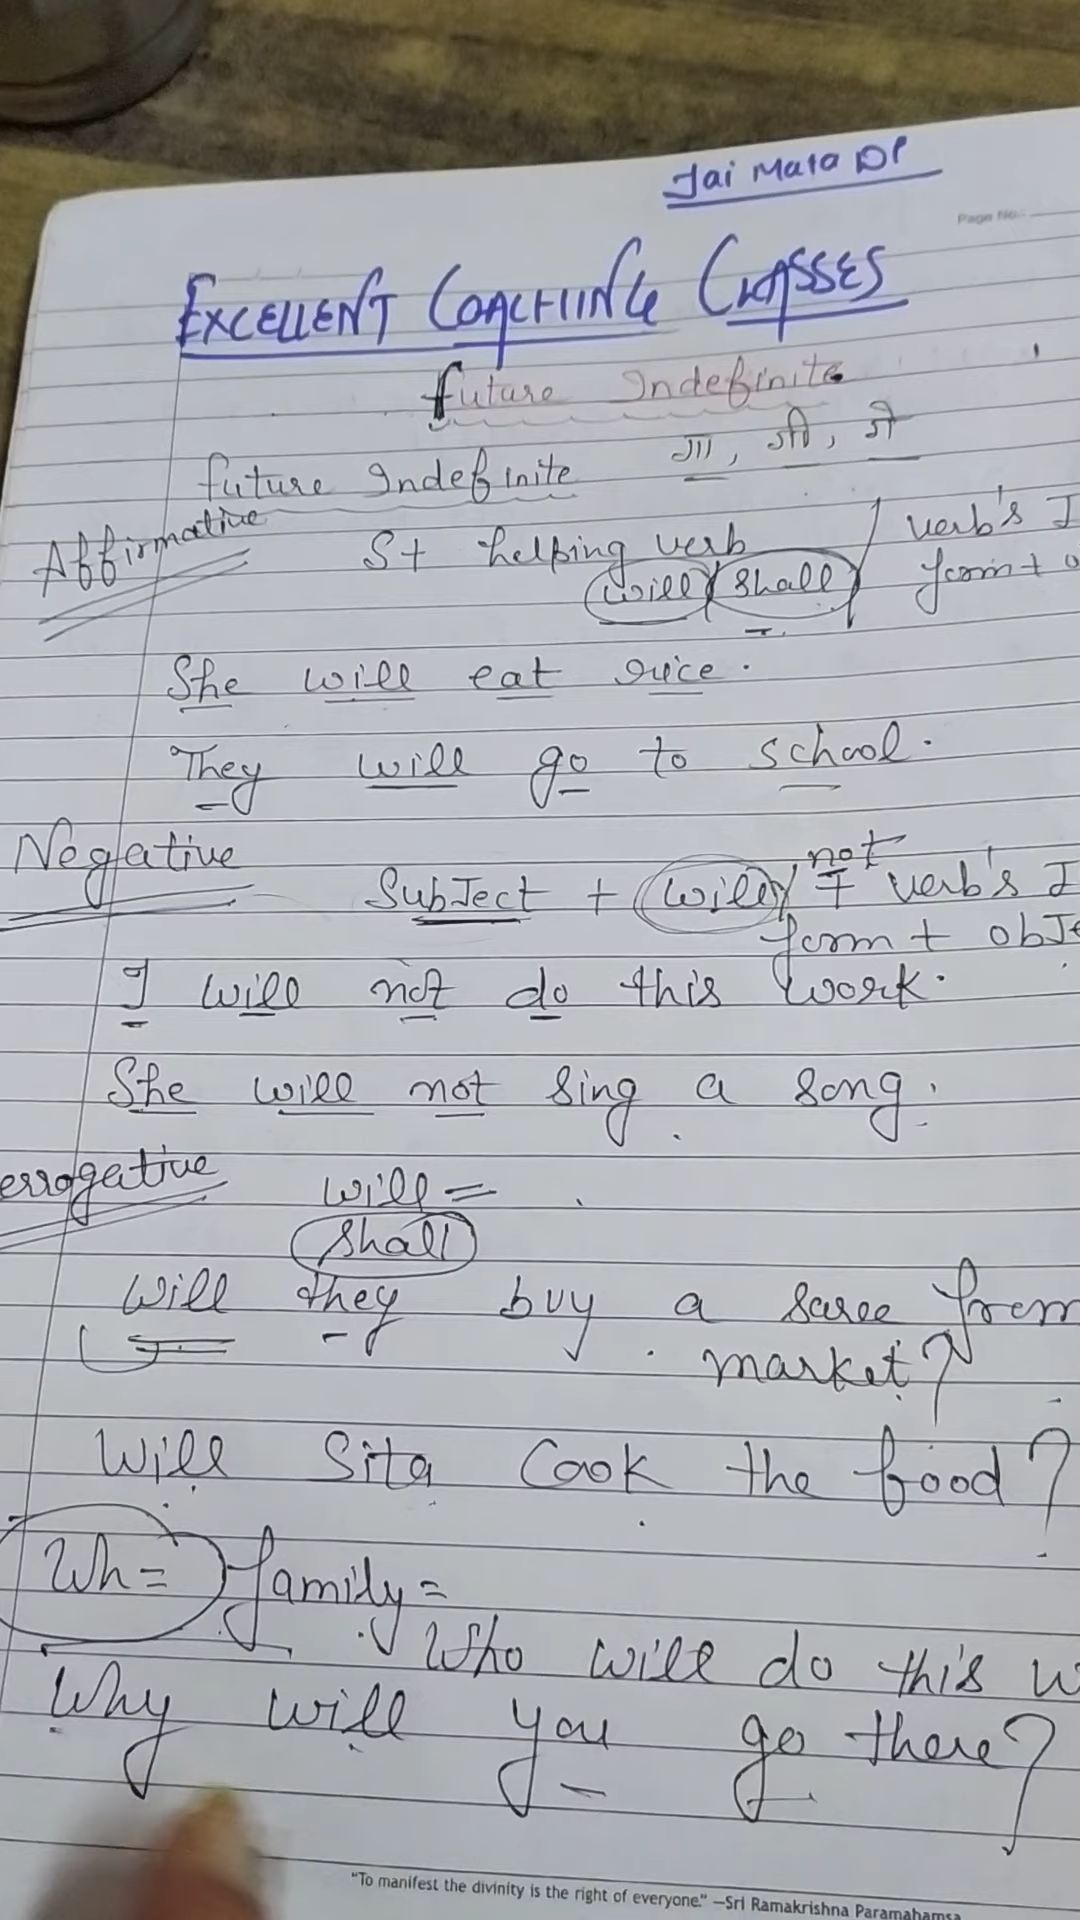 Jai Mata Di
Page No.
EXCELLENT COACHING CLASSES
Future Indefinite
Future Indefinite गा, गी, गे
Affirmative S+ helping verb / verb's I
will/shall form +
She will eat rice.
They will go to school.
Negative not
Subject + will/ + verb's I
form + obje
I will not do this work.
She will not sing a song.
errogative will =
shall
Will they buy a saree from
market?
Will Sita Cook the food?
Wh= family =
Who will do this w
Why will you go there?
"To manifest the divinity is the right of everyone." —Sri Ramakrishna Paramahamsa